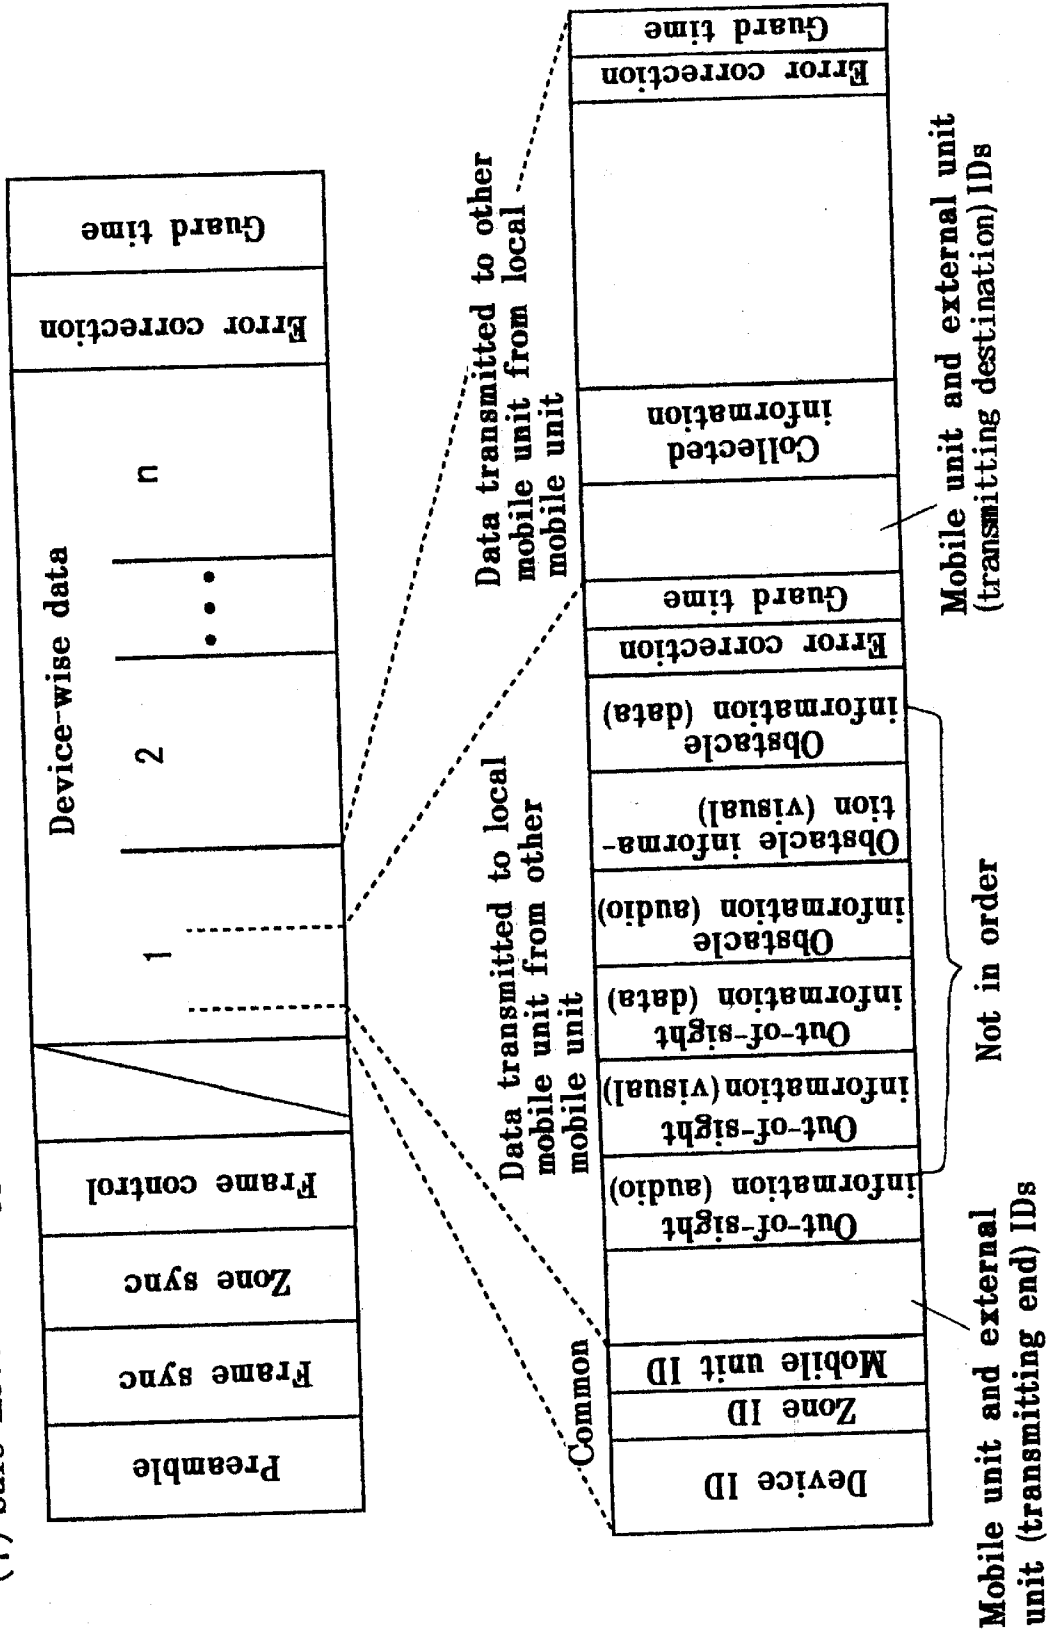 Preamble
Frame sync
Zone sync
Frame control
Device-wise data
1
2
n
Error correction
Guard time
Common
Data transmitted to local
mobile unit from other
mobile unit
Data transmitted to other
mobile unit from local
mobile unit
Device ID
Zone ID
Mobile unit ID
Out-of-sight
information (audio)
Out-of-sight
information (visual)
Out-of-sight
information (data)
Obstacle
information (audio)
Obstacle informa-
tion (visual)
Obstacle
information (data)
Error correction
Guard time
Collected
information
Error correction
Guard time
Mobile unit and external
unit (transmitting end) IDs
Not in order
Mobile unit and external unit
(transmitting destination) IDs